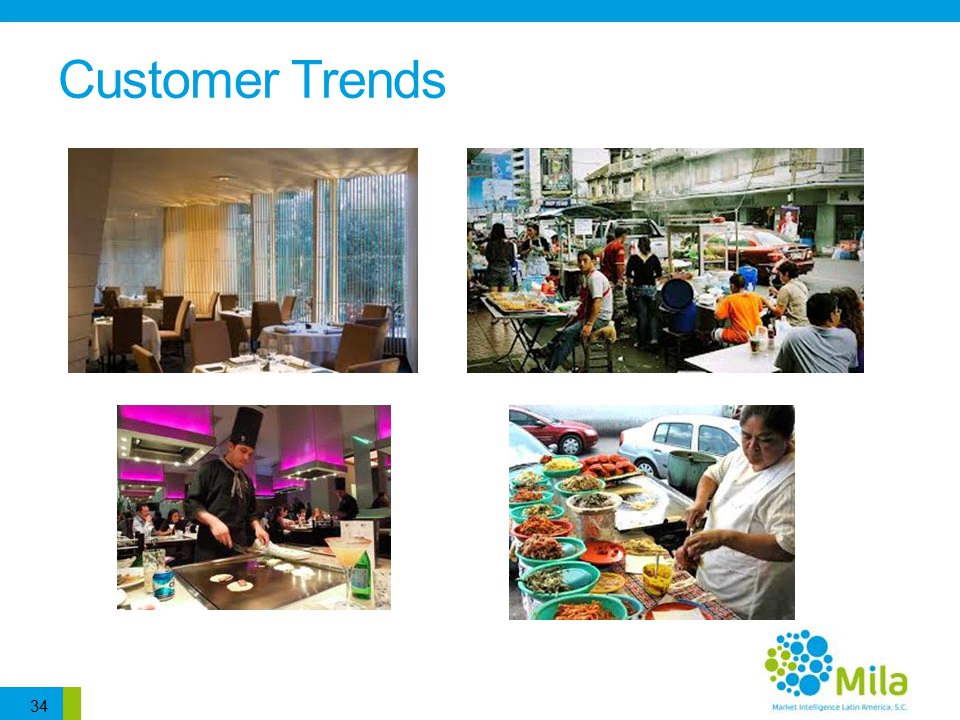 Customer Trends
34
Mila
Market Intelligence Latin America, S.C.